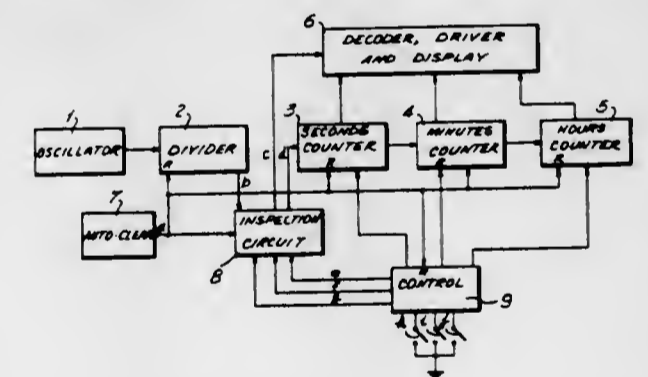 6
DECODER, DRIVER
AND DISPLAY
1
OSCILLATOR
2
DIVIDER
R
b
c
d
3
SECONDS
COUNTER
R
4
MINUTES
COUNTER
R
5
HOURS
COUNTER
R
7
AUTO-CLEAR
INSPECTION
CIRCUIT
8
CONTROL
9